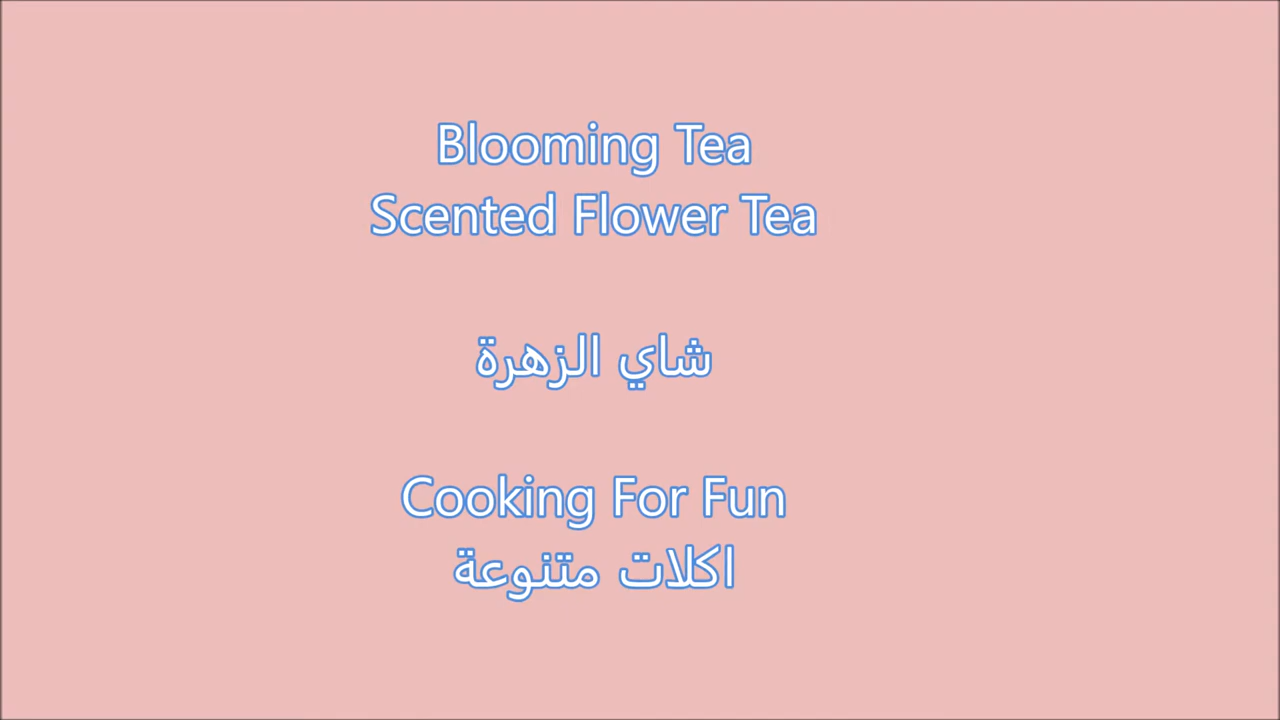 Blooming Tea
Scented Flower Tea
شاي الزهرة
Cooking For Fun
اكلات متنوعة